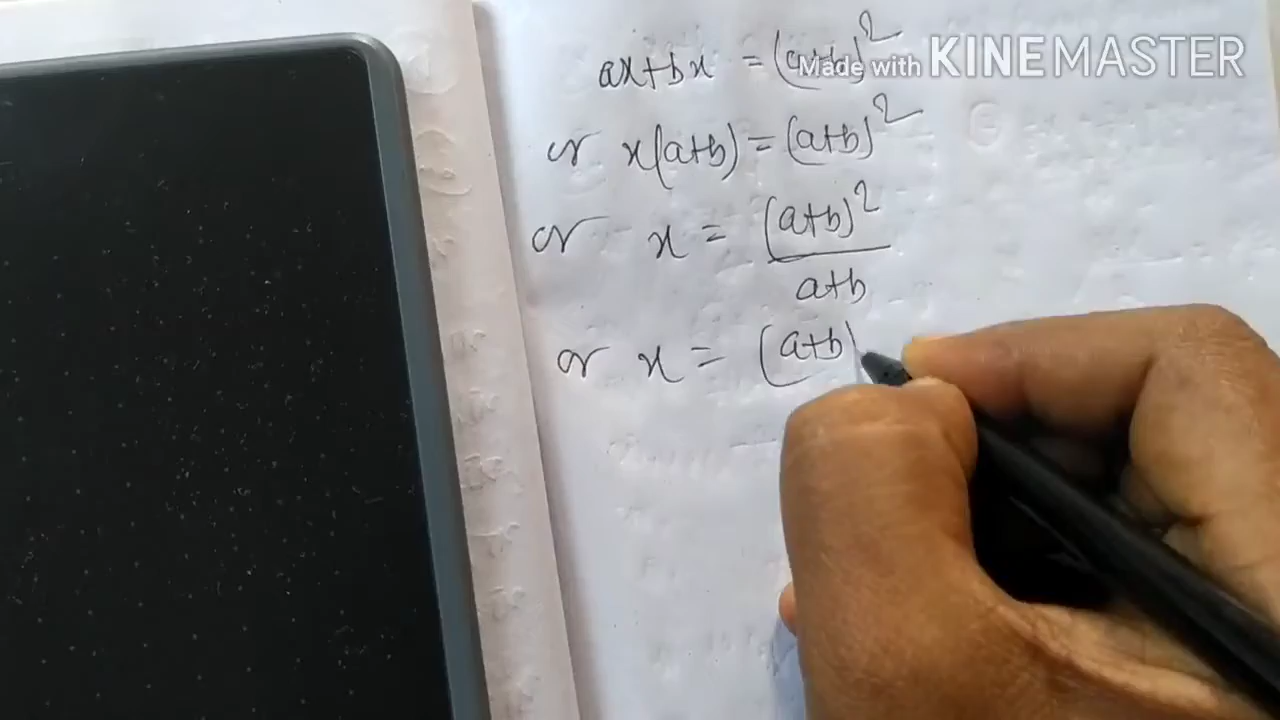 ax+bx = (a+b)²
Made with KINEMASTER
or x(a+b) = (a+b)²
or x = (a+b)²
a+b
or x = (a+b)